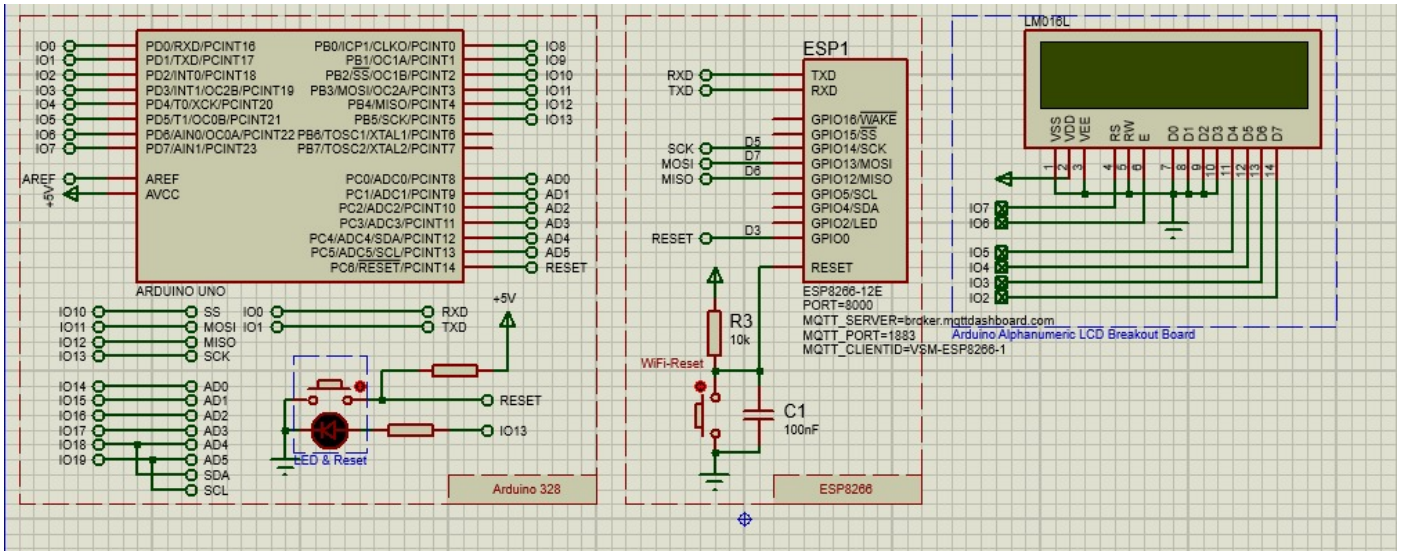 IO0
IO1
IO2
IO3
IO4
IO5
IO6
IO7
AREF
+5V
PD0/RXD/PCINT16
PD1/TXD/PCINT17
PD2/INT0/PCINT18
PD3/INT1/OC2B/PCINT19
PD4/T0/XCK/PCINT20
PD5/T1/OC0B/PCINT21
PD6/AIN0/OC0A/PCINT22
PD7/AIN1/PCINT23
AREF
AVCC
PB0/ICP1/CLKO/PCINT0
PB1/OC1A/PCINT1
PB2/SS/OC1B/PCINT2
PB3/MOSI/OC2A/PCINT3
PB4/MISO/PCINT4
PB5/SCK/PCINT5
PB6/TOSC1/XTAL1/PCINT6
PB7/TOSC2/XTAL2/PCINT7
PC0/ADC0/PCINT8
PC1/ADC1/PCINT9
PC2/ADC2/PCINT10
PC3/ADC3/PCINT11
PC4/ADC4/SDA/PCINT12
PC5/ADC5/SCL/PCINT13
PC6/RESET/PCINT14
IO8
IO9
IO10
IO11
IO12
IO13
AD0
AD1
AD2
AD3
AD4
AD5
RESET
ARDUINO UNO
IO10 SS
IO11 MOSI
IO12 MISO
IO13 SCK
IO0 RXD
IO1 TXD
+5V
IO14 AD0
IO15 AD1
IO16 AD2
IO17 AD3
IO18 AD4
IO19 AD5
SDA
SCL
RESET
IO13
LED & Reset
Arduino 328
ESP1
RXD
TXD
SCK D5
MOSI D7
MISO D6
RESET D3
TXD
RXD
GPIO16/WAKE
GPIO15/SS
GPIO14/SCK
GPIO13/MOSI
GPIO12/MISO
GPIO5/SCL
GPIO4/SDA
GPIO2/LED
GPIO0
RESET
ESP8266-12E
PORT=8000
MQTT_SERVER=broker.mqttdashboard.com
MQTT_PORT=1883
MQTT_CLIENTID=VSM-ESP8266-1
R3
10k
WiFi-Reset
C1
100nF
ESP8266
LM016L
VSS
VDD
VEE
RS
RW
E
D0
D1
D2
D3
D4
D5
D6
D7
1
2
3
4
5
6
7
8
9
10
11
12
13
14
IO7
IO6
IO5
IO4
IO3
IO2
Arduino Alphanumeric LCD Breakout Board